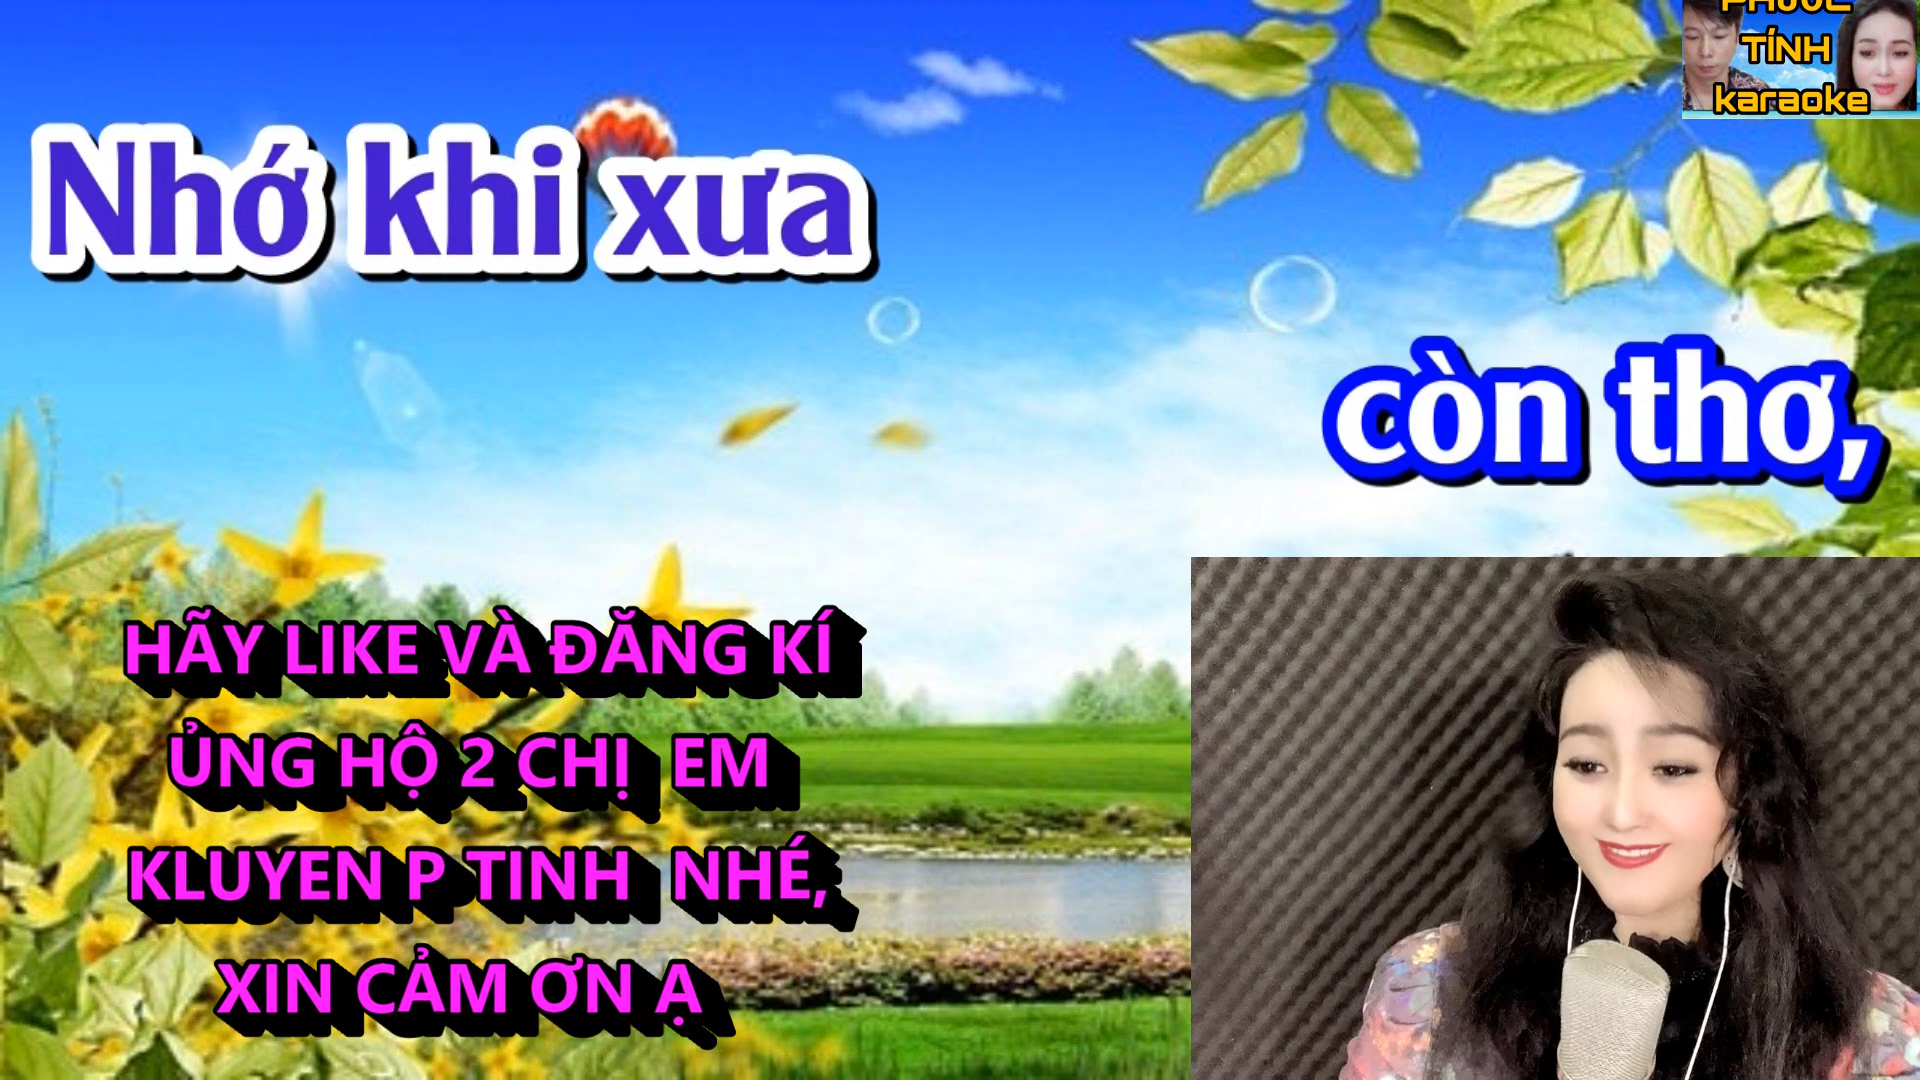 PHƯỚC
TÍNH
karaoke
Nhớ khi xưa
còn thơ,
HÃY LIKE VÀ ĐĂNG KÍ
ỦNG HỘ 2 CHỊ EM
KLUYEN P TINH NHÉ,
XIN CẢM ƠN Ạ